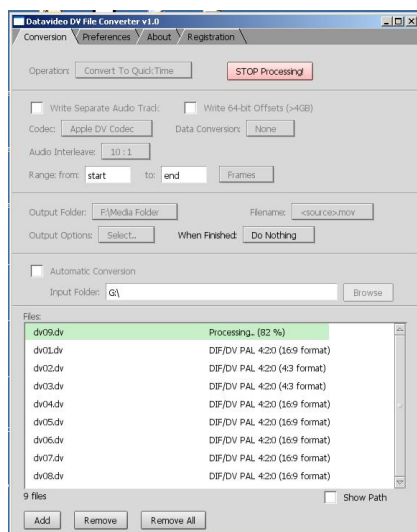 Datavideo DV File Converter v1.0
Conversion Preferences About Registration
Operation: Convert To QuickTime STOP Processing!
Write Separate Audio Track Write 64-bit Offsets (>4GB)
Codec: Apple DV Codec Data Conversion: None
Audio Interleave: 10 : 1
Range: from: start to: end Frames
Output Folder: F:\Media Folder Filename: <source>.mov
Output Options: Select.. When Finished: Do Nothing
Automatic Conversion
Input Folder: G:\ Browse
Files:
dv09.dv Processing.. (82 %)
dv01.dv DIF/DV PAL 4:2:0 (16:9 format)
dv02.dv DIF/DV PAL 4:2:0 (4:3 format)
dv03.dv DIF/DV PAL 4:2:0 (4:3 format)
dv04.dv DIF/DV PAL 4:2:0 (16:9 format)
dv05.dv DIF/DV PAL 4:2:0 (16:9 format)
dv06.dv DIF/DV PAL 4:2:0 (16:9 format)
dv07.dv DIF/DV PAL 4:2:0 (16:9 format)
dv08.dv DIF/DV PAL 4:2:0 (16:9 format)
9 files Show Path
Add Remove Remove All